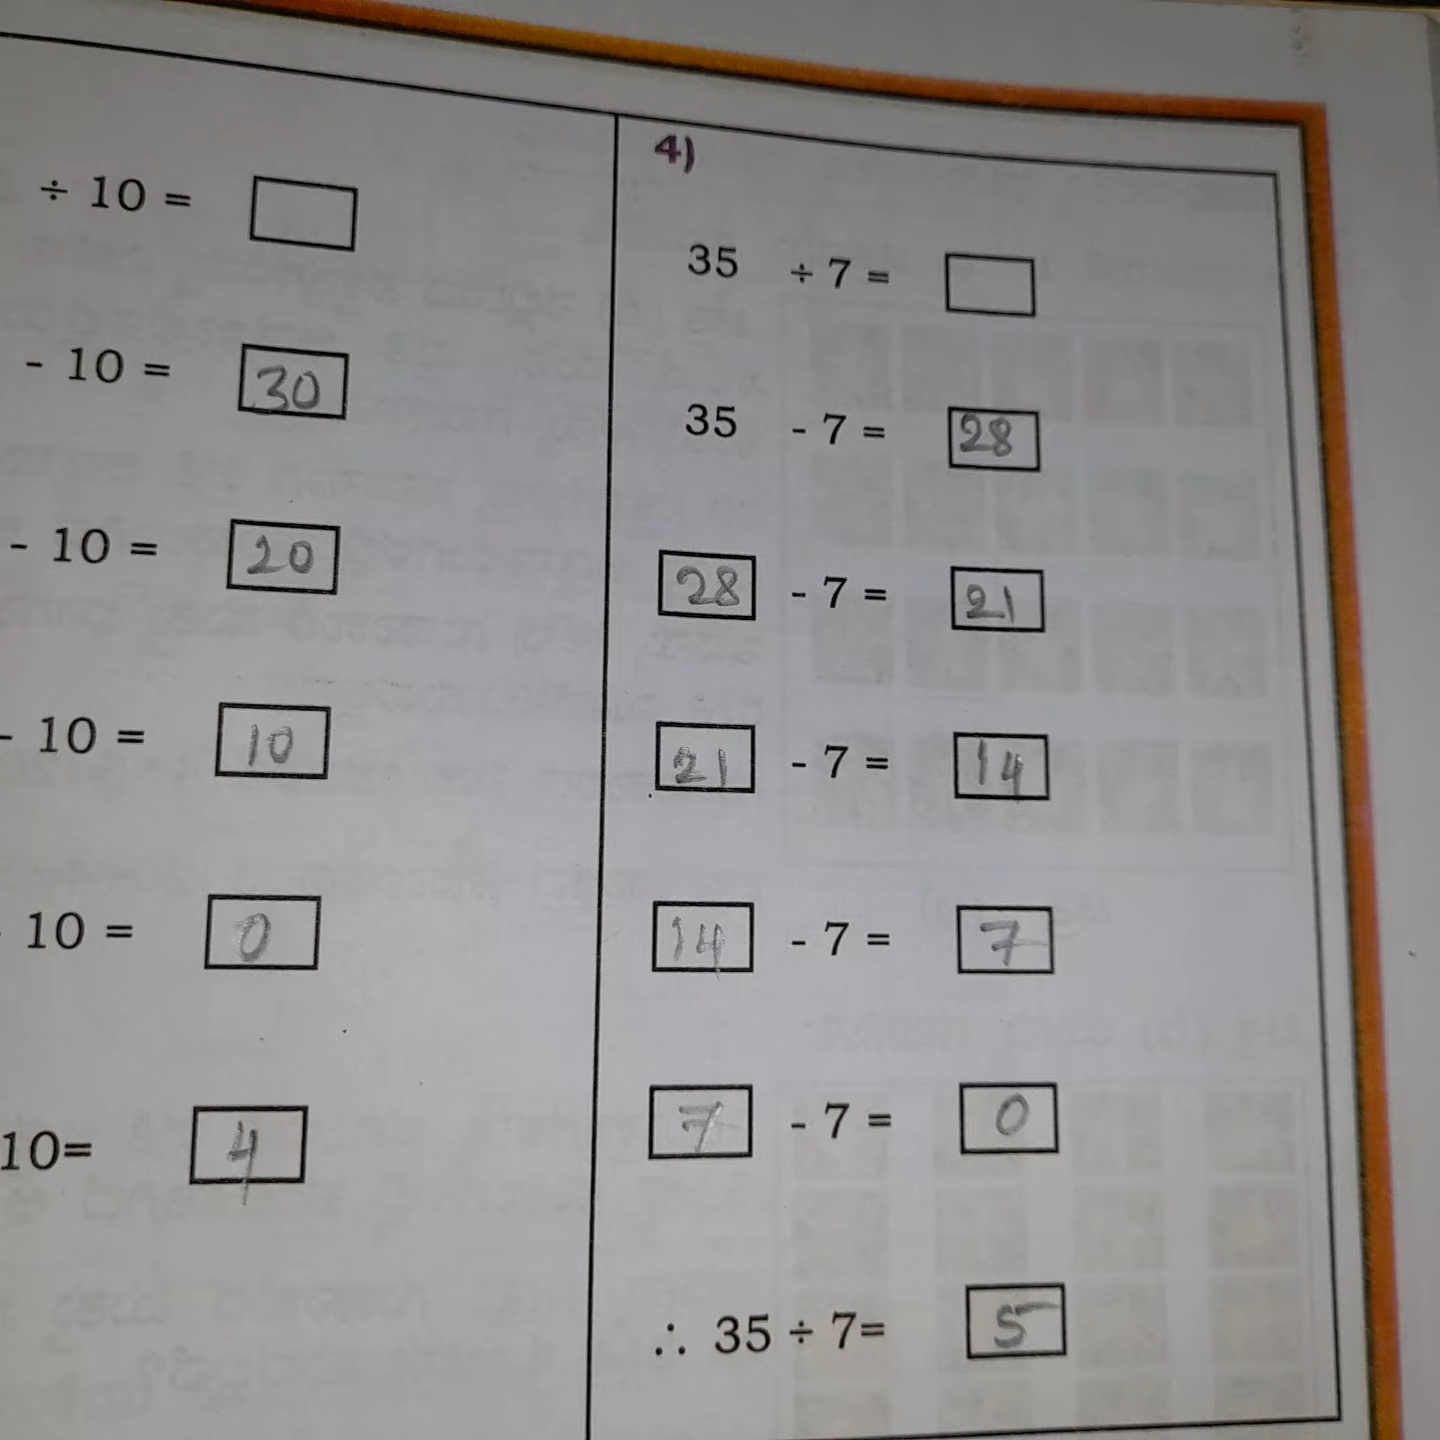 ÷ 10 =
- 10 = 30
- 10 = 20
- 10 = 10
10 = 0
10= 4
4)
35 ÷ 7 =
35 - 7 = 28
28 - 7 = 21
21 - 7 = 14
14 - 7 = 7
7 - 7 = 0
∴ 35 ÷ 7= 5